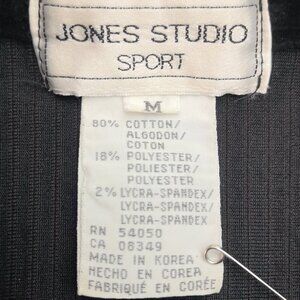 JONES STUDIO
SPORT
M
80% COTTON/
ALGODON/
COTON
18% POLYESTER/
POLIESTER/
POLYESTER
2% LYCRA-SPANDEX/
LYCRA-SPANDEX/
LYCRA-SPANDEX
RN 54050
CA 08349
MADE IN KOREA
HECHO EN COREA
FABRIQUÉ EN CORÉE